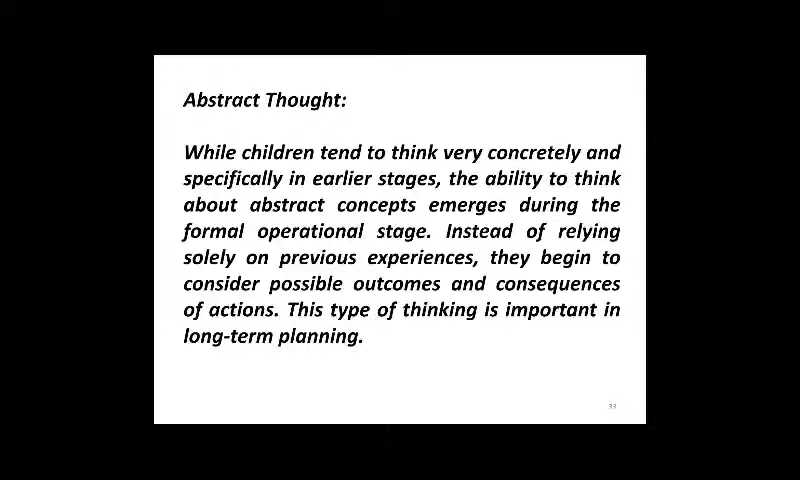 Abstract Thought:
While children tend to think very concretely and
specifically in earlier stages, the ability to think
about abstract concepts emerges during the
formal operational stage. Instead of relying
solely on previous experiences, they begin to
consider possible outcomes and consequences
of actions. This type of thinking is important in
long-term planning.
33